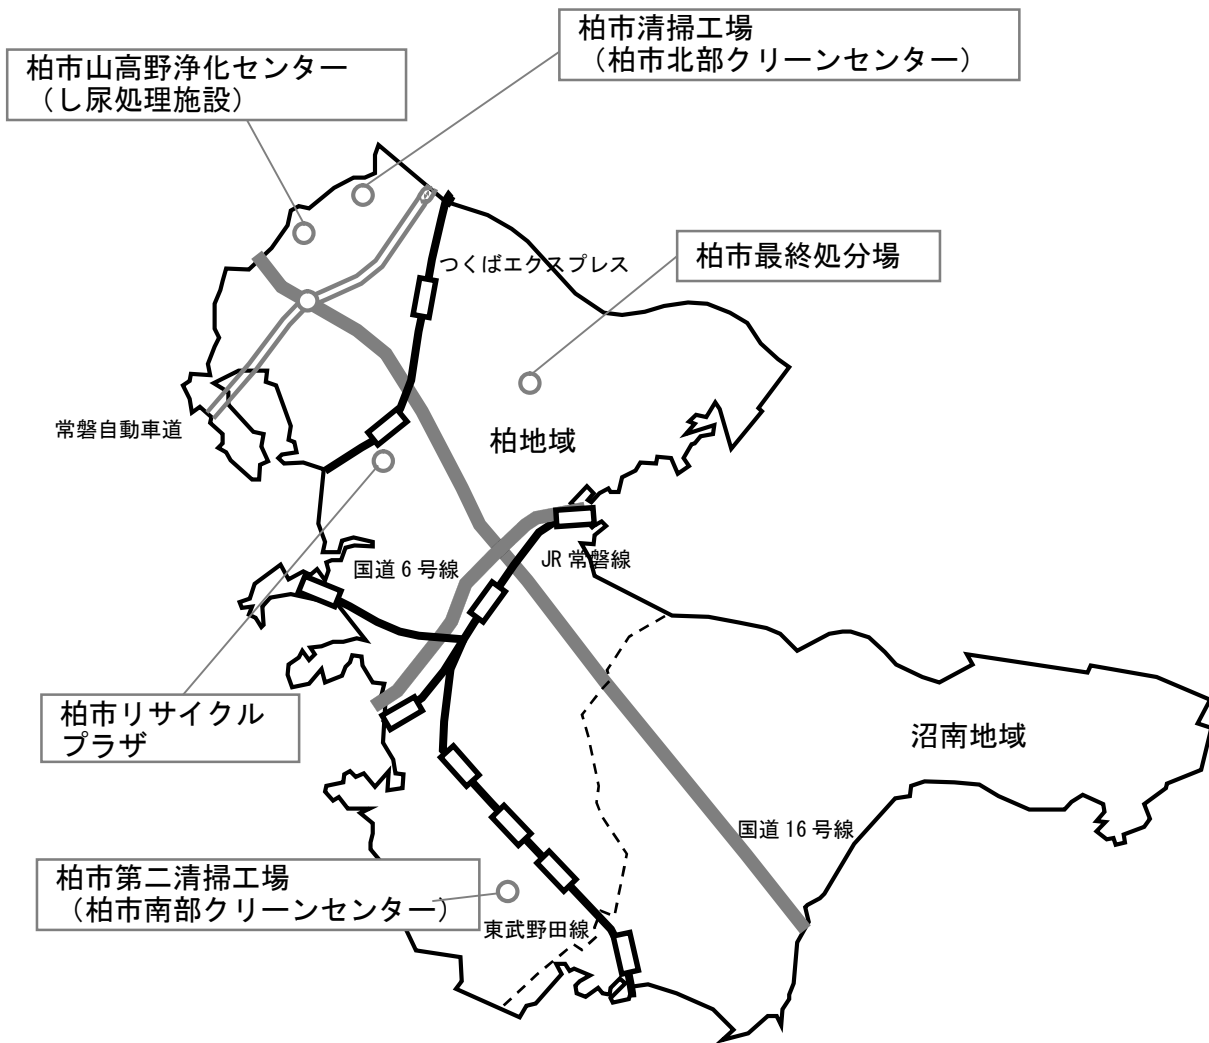 柏市清掃工場
（柏市北部クリーンセンター）
柏市山高野浄化センター
（し尿処理施設）
つくばエクスプレス
柏市最終処分場
常磐自動車道
柏地域
国道6号線
JR常磐線
柏市リサイクル
プラザ
沼南地域
国道16号線
柏市第二清掃工場
（柏市南部クリーンセンター）
東武野田線